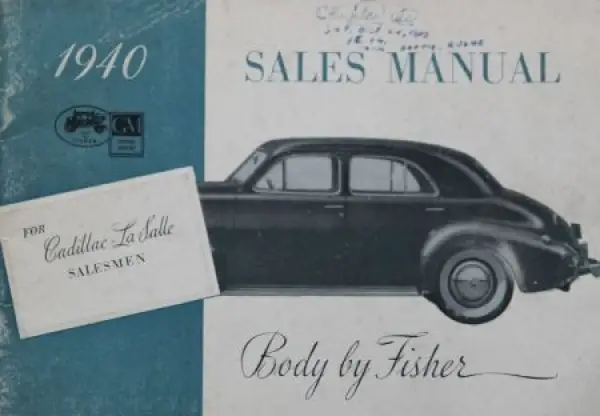 1940
SALES MANUAL
GM
FOR
Cadillac La Salle
SALESMEN
Body by Fisher